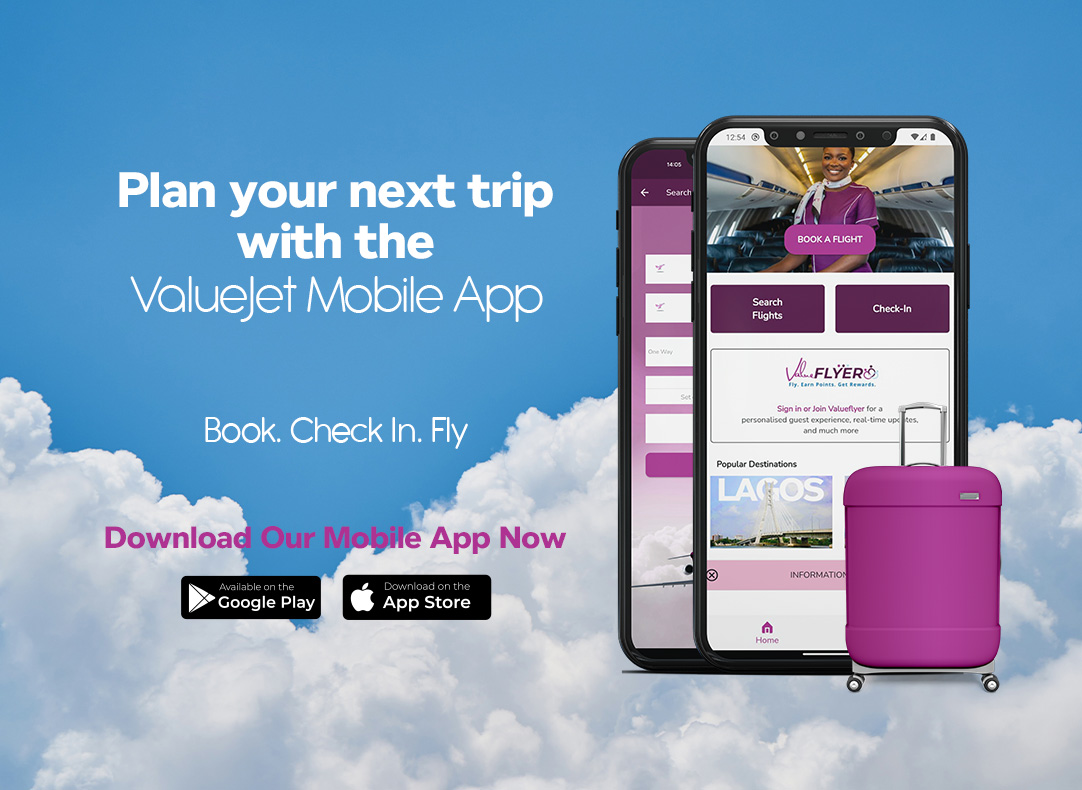 Plan your next trip
with the
ValueJet Mobile App
Book. Check In. Fly
Download Our Mobile App Now
Available on the
Google Play
Download on the
App Store
14:05
Search
One Way
Set
12:54
BOOK A FLIGHT
Search
Flights
Check-In
Value FLYER
Fly. Earn Points. Get Rewards.
Sign in or Join Valueflyer for a
personalised guest experience, real-time updates,
and much more
Popular Destinations
LAGOS
INFORMATION
Home